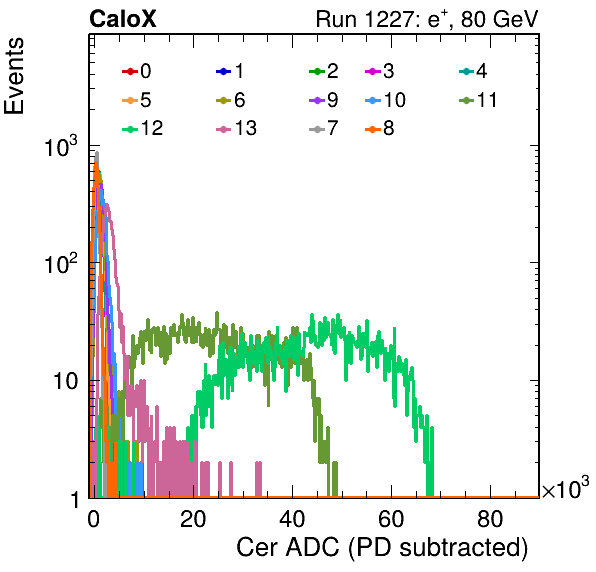 CaloX Run 1227: e⁺, 80 GeV
Events
0 1 2 3 4
5 6 9 10 11
12 13 7 8
10³
10²
10
1
0 20 40 60 80 ×10³
Cer ADC (PD subtracted)